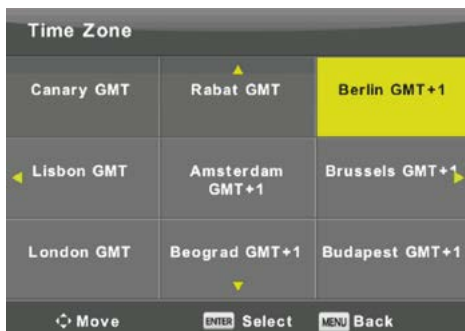 Time Zone
Canary GMT
Rabat GMT
Berlin GMT+1
Lisbon GMT
Amsterdam
GMT+1
Brussels GMT+1
London GMT
Beograd GMT+1
Budapest GMT+1
Move
ENTER Select
MENU Back